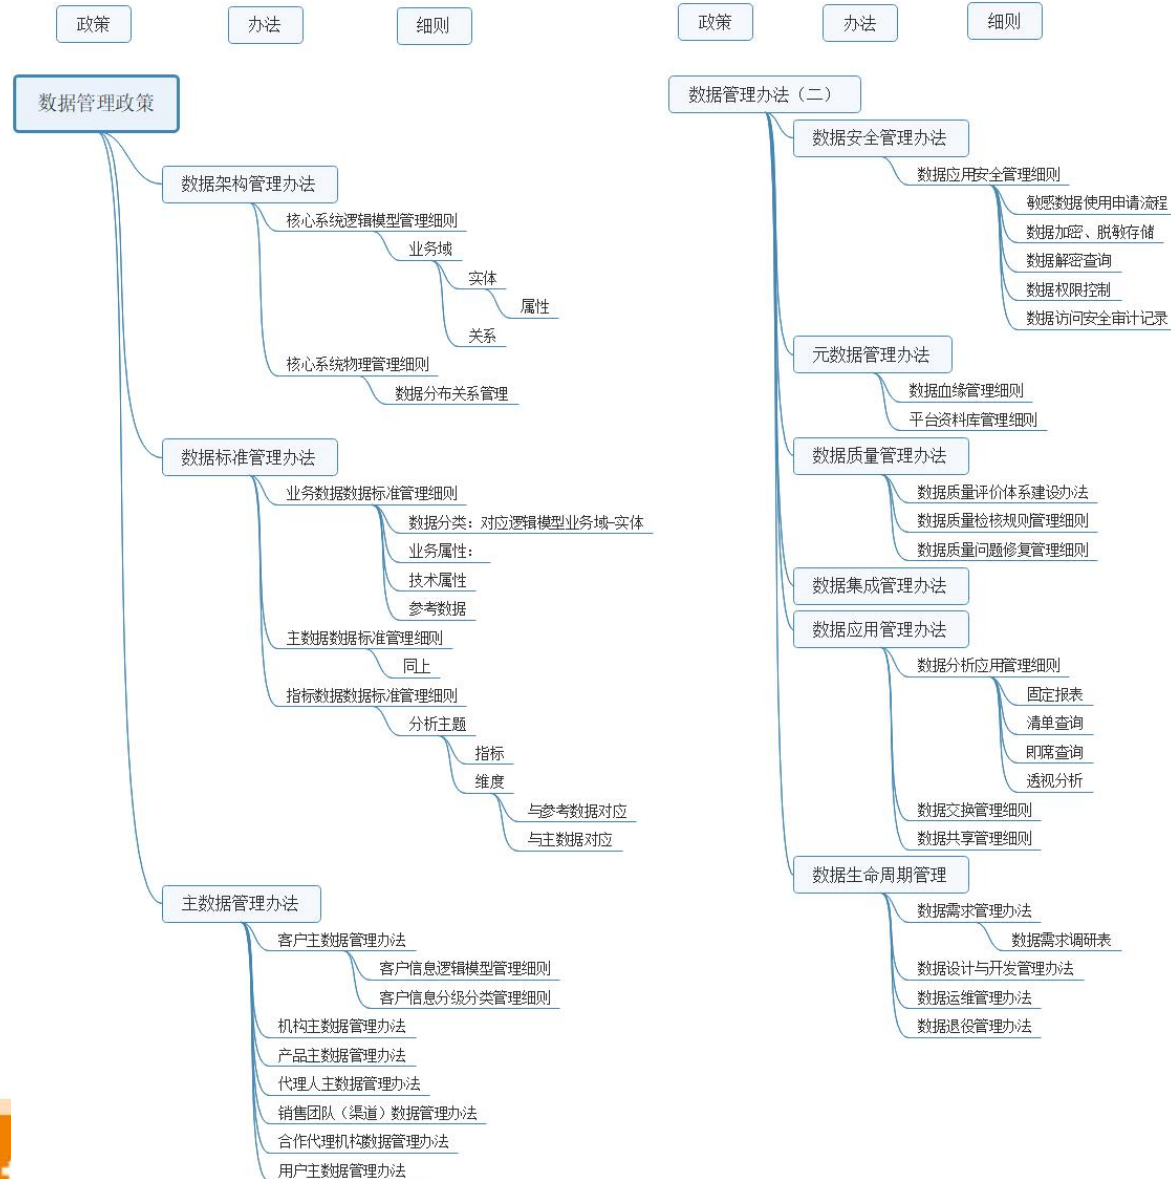 政策
办法
细则
数据管理政策
数据架构管理办法
核心系统逻辑模型管理细则
业务域
实体
属性
关系
核心系统物理管理细则
数据分布关系管理
数据标准管理办法
业务数据数据标准管理细则
数据分类：对应逻辑模型业务域-实体
业务属性：
技术属性
参考数据
主数据数据标准管理细则
同上
指标数据数据标准管理细则
分析主题
指标
维度
与参考数据对应
与主数据对应
主数据管理办法
客户主数据管理办法
客户信息逻辑模型管理细则
客户信息分级分类管理细则
机构主数据管理办法
产品主数据管理办法
代理人主数据管理办法
销售团队（渠道）数据管理办法
合作代理机构数据管理办法
用户主数据管理办法
政策
办法
细则
数据管理办法（二）
数据安全管理办法
数据应用安全管理细则
敏感数据使用申请流程
数据加密、脱敏存储
数据解密查询
数据权限控制
数据访问安全审计记录
元数据管理办法
数据血缘管理细则
平台资料库管理细则
数据质量管理办法
数据质量评价体系建设办法
数据质量检核规则管理细则
数据质量问题修复管理细则
数据集成管理办法
数据应用管理办法
数据分析应用管理细则
固定报表
清单查询
即席查询
透视分析
数据交换管理细则
数据共享管理细则
数据生命周期管理
数据需求管理办法
数据需求调研表
数据设计与开发管理办法
数据运维管理办法
数据退役管理办法